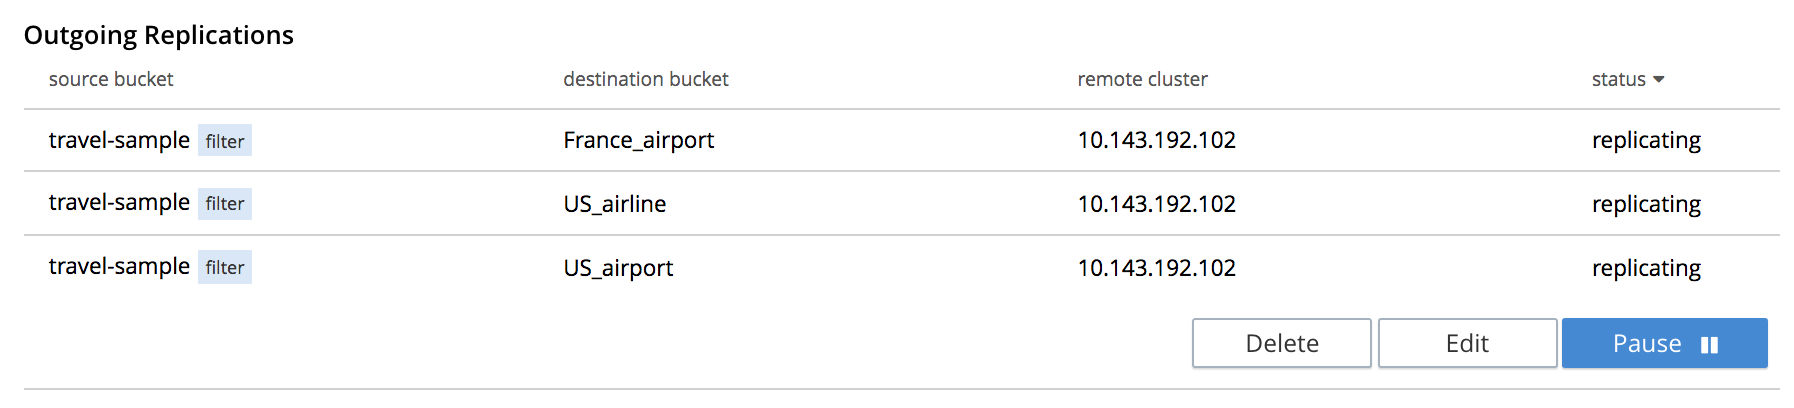 Outgoing Replications
source bucket destination bucket remote cluster status
travel-sample filter France_airport 10.143.192.102 replicating
travel-sample filter US_airline 10.143.192.102 replicating
travel-sample filter US_airport 10.143.192.102 replicating
Delete Edit Pause